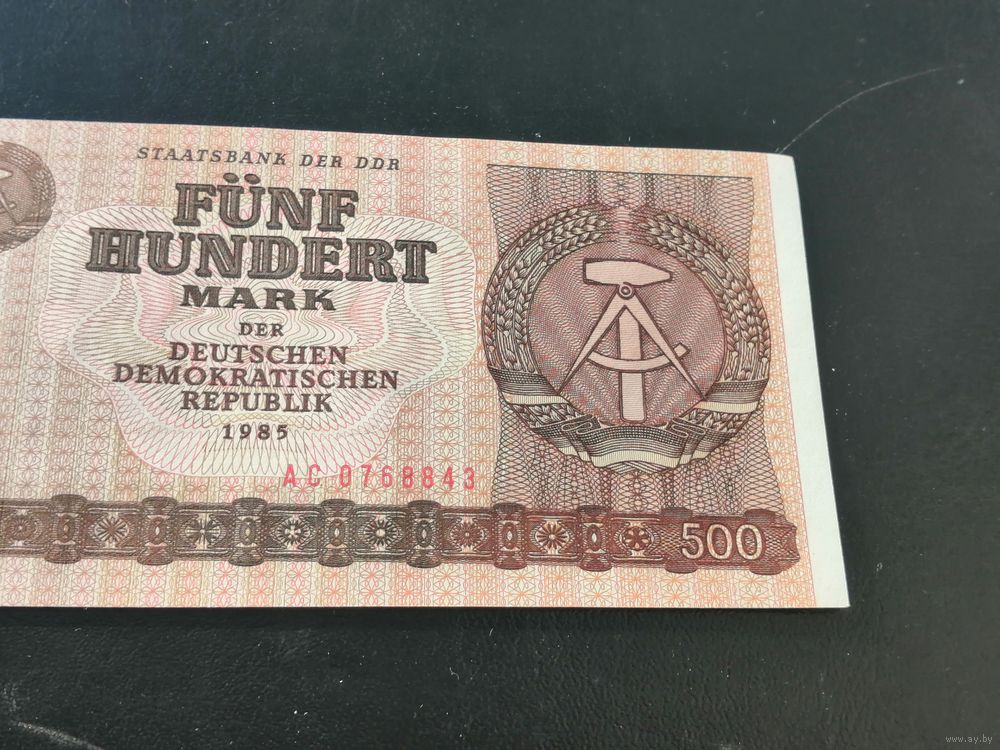 STAATSBANK DER DDR
FÜNF
HUNDERT
MARK
DER
DEUTSCHEN
DEMOKRATISCHEN
REPUBLIK
1985
AC 0768843
500
www.ay.by